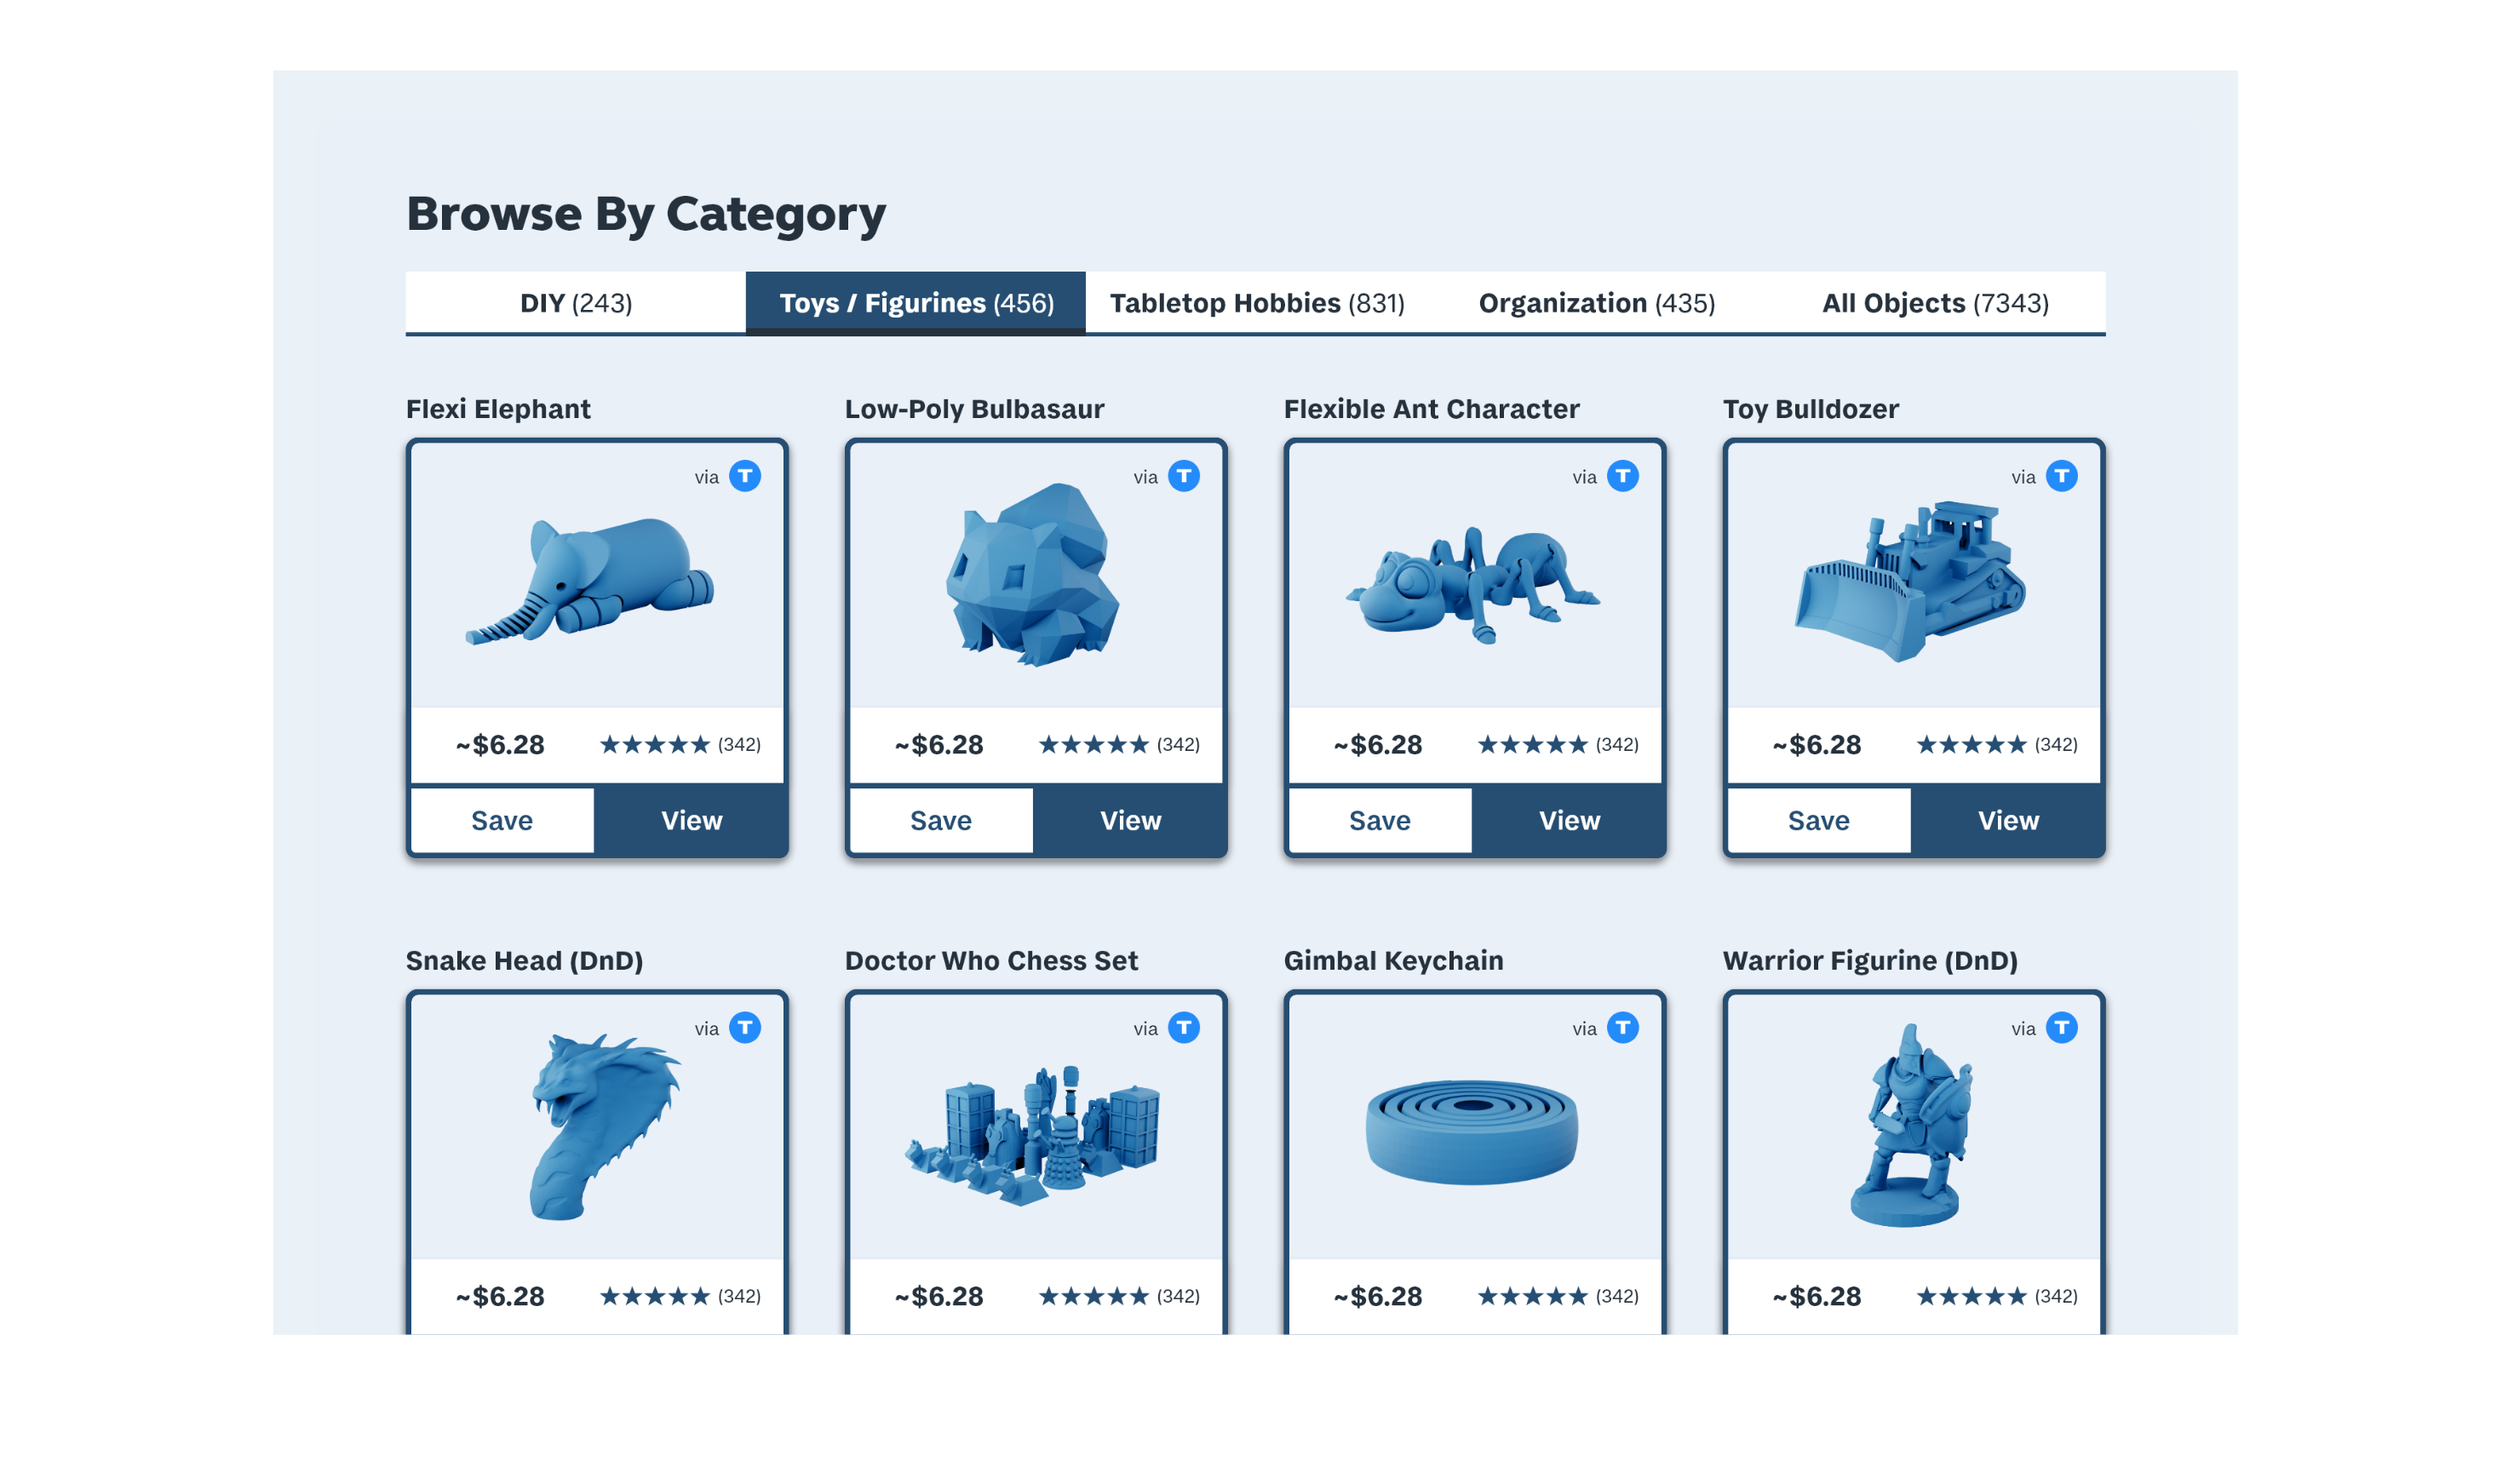 Browse By Category
DIY (243) Toys / Figurines (456) Tabletop Hobbies (831) Organization (435) All Objects (7343)
Flexi Elephant Low-Poly Bulbasaur Flexible Ant Character Toy Bulldozer
via T via T via T via T
~$6.28 ★★★★★ (342) ~$6.28 ★★★★★ (342) ~$6.28 ★★★★★ (342) ~$6.28 ★★★★★ (342)
Save View Save View Save View Save View
Snake Head (DnD) Doctor Who Chess Set Gimbal Keychain Warrior Figurine (DnD)
via T via T via T via T
~$6.28 ★★★★★ (342) ~$6.28 ★★★★★ (342) ~$6.28 ★★★★★ (342) ~$6.28 ★★★★★ (342)